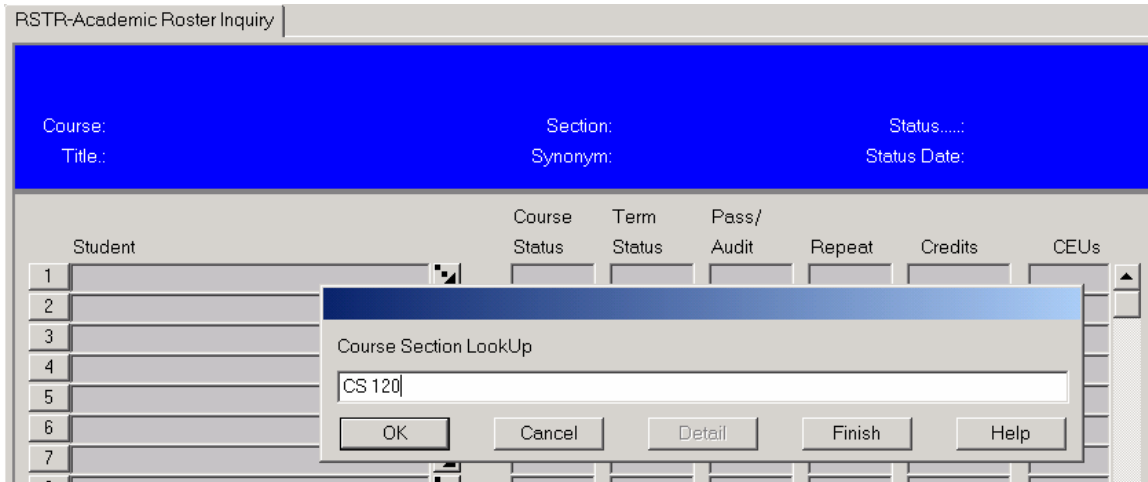 RSTR-Academic Roster Inquiry
Course: Section: Status.....:
Title.: Synonym: Status Date:
Course Term Pass/
Student Status Status Audit Repeat Credits CEUs
1
2
3
Course Section LookUp
4
CS 120
5
6
OK Cancel Detail Finish Help
7